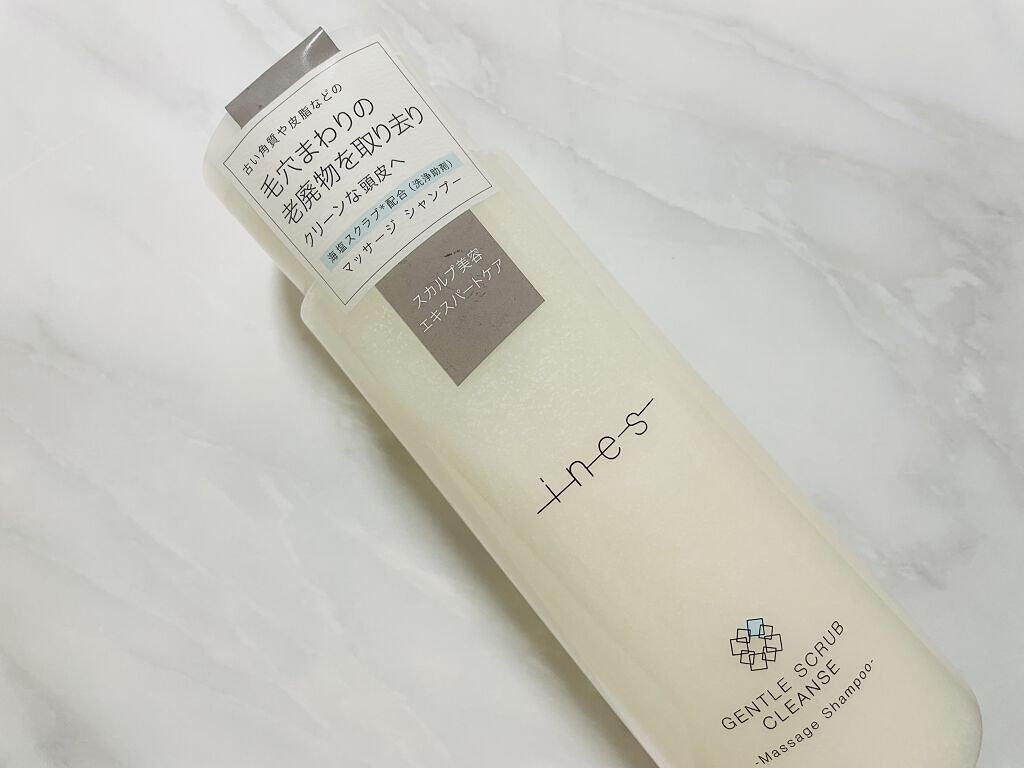 古い角質や皮脂などの
毛穴まわりの
老廃物を取り去り
クリーンな頭皮へ
海塩スクラブ*配合(洗浄助剤)
マッサージ シャンプー
スカルプ美容
エキスパートケア
ines
GENTLE SCRUB
CLEANSE
-Massage Shampoo-